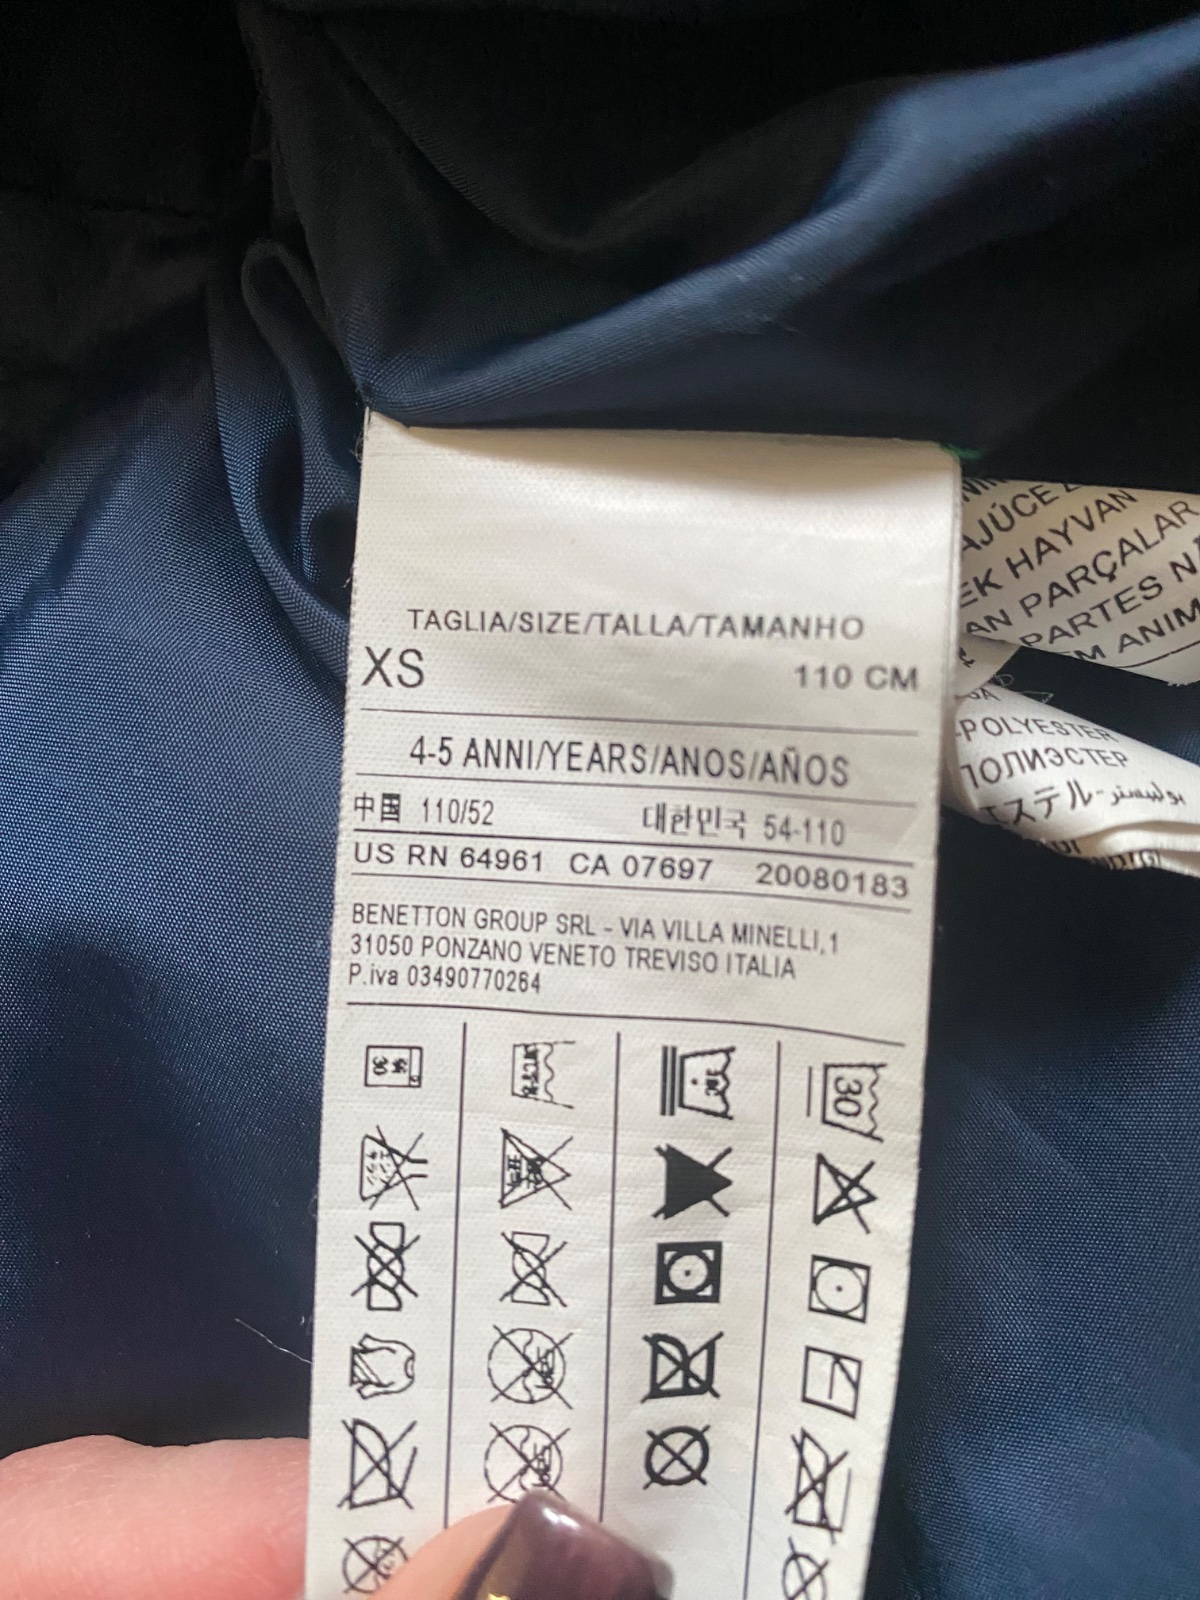 TAGLIA/SIZE/TALLA/TAMANHO
XS 110 CM
4-5 ANNI/YEARS/ANOS/AÑOS
中国 110/52 대한민국 54-110
US RN 64961 CA 07697 20080183
BENETTON GROUP SRL - VIA VILLA MINELLI,1
31050 PONZANO VENETO TREVISO ITALIA
P.iva 03490770264
30
30
AJÚCE
EK HAYVAN
AN PARÇALAR
PARTES
ANIM
POLYESTER-
ПОЛИЭСТЕР
エステル-بوليستر